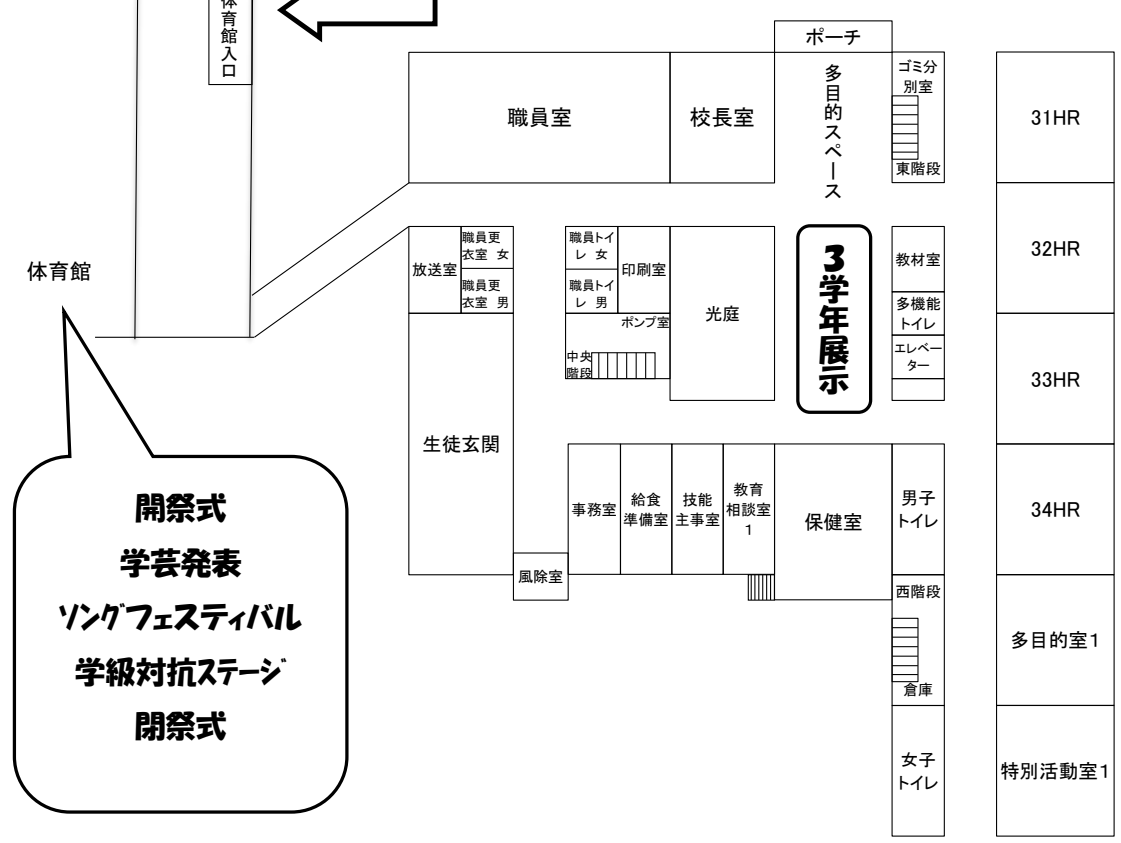 体育館入口
ポーチ
職員室
校長室
多目的スペース
ゴミ分
別室
東階段
31HR
体育館
放送室
職員更
衣室 女
職員更
衣室 男
職員トイ
レ 女
職員トイ
レ 男
印刷室
ポンプ室
中央
階段
光庭
3学年展示
教材室
多機能
トイレ
エレベー
ター
32HR
33HR
生徒玄関
事務室
給食
準備室
技能
主事室
教育
相談室
1
保健室
男子
トイレ
34HR
風除室
西階段
倉庫
多目的室1
女子
トイレ
特別活動室1
開祭式
学芸発表
ソングフェスティバル
学級対抗ステージ
閉祭式